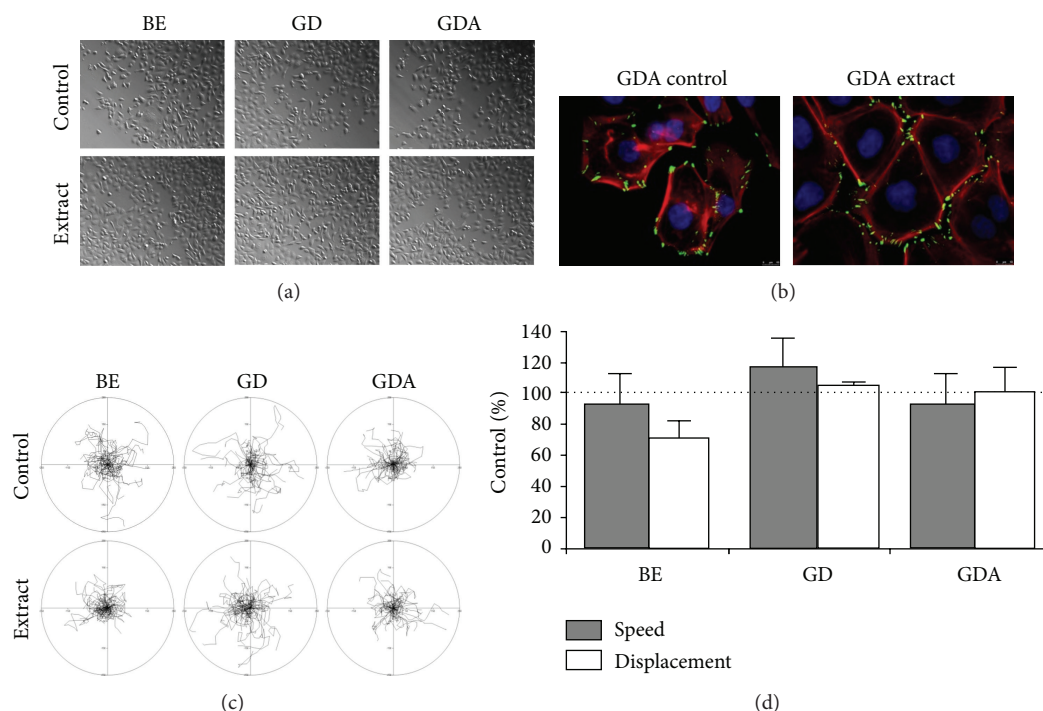 BE GD GDA
Control
Extract
(a)
GDA control GDA extract
(b)
BE GD GDA
Control
Extract
(c)
140
120
100
80
60
40
20
0
Control (%)
BE GD GDA
Speed
Displacement
(d)